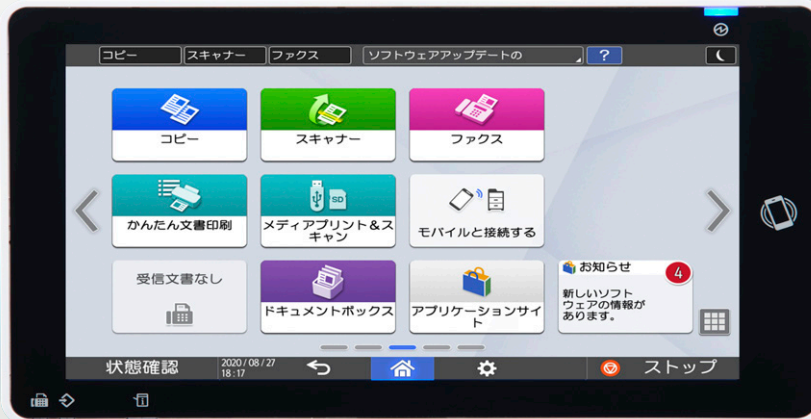 コピー
スキャナー
ファクス
ソフトウェアアップデートの
?
コピー
スキャナー
ファクス
かんたん文書印刷
SD
メディアプリント&ス
キャン
モバイルと接続する
受信文書なし
ドキュメントボックス
アプリケーションサイ
ト
お知らせ
4
新しいソフト
ウェアの情報が
あります。
状態確認
2020/08/27
18:17
ストップ